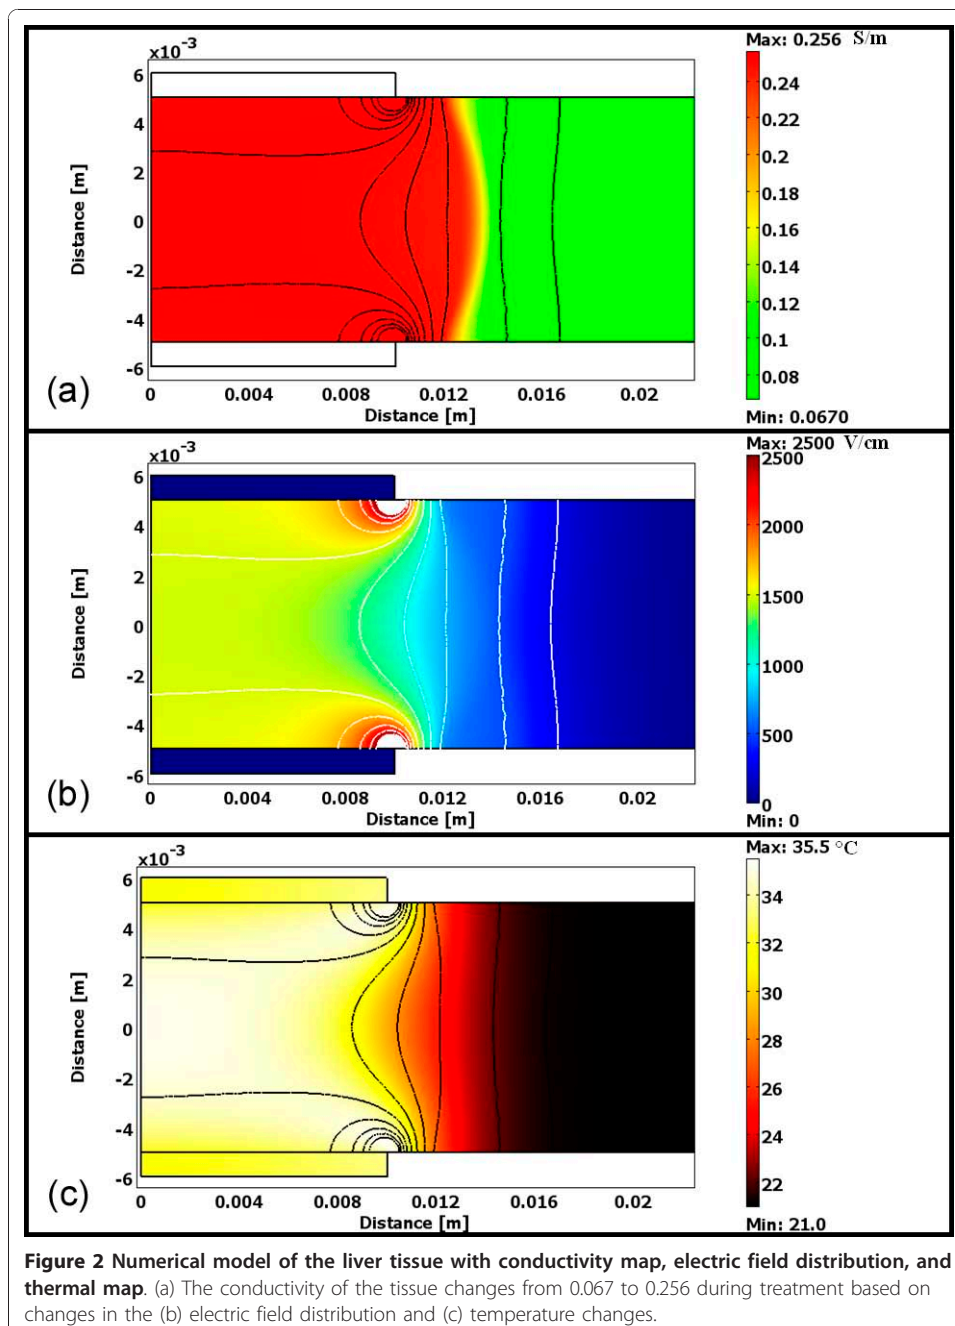 x10-3
Max: 0.256 S/m
6
4
2
0
-2
-4
-6
Distance [m]
0.24
0.22
0.2
0.18
0.16
0.14
0.12
0.1
0.08
(a)
0 0.004 0.008 0.012 0.016 0.02
Distance [m]
Min: 0.0670
x10-3
Max: 2500 V/cm
6
4
2
0
-2
-4
-6
Distance [m]
2500
2000
1500
1000
500
0
(b)
0 0.004 0.008 0.012 0.016 0.02
Distance [m]
Min: 0
x10-3
Max: 35.5 °C
6
4
2
0
-2
-4
-6
Distance [m]
34
32
30
28
26
24
22
(c)
0 0.004 0.008 0.012 0.016 0.02
Distance [m]
Min: 21.0
Figure 2 Numerical model of the liver tissue with conductivity map, electric field distribution, and
thermal map. (a) The conductivity of the tissue changes from 0.067 to 0.256 during treatment based on
changes in the (b) electric field distribution and (c) temperature changes.